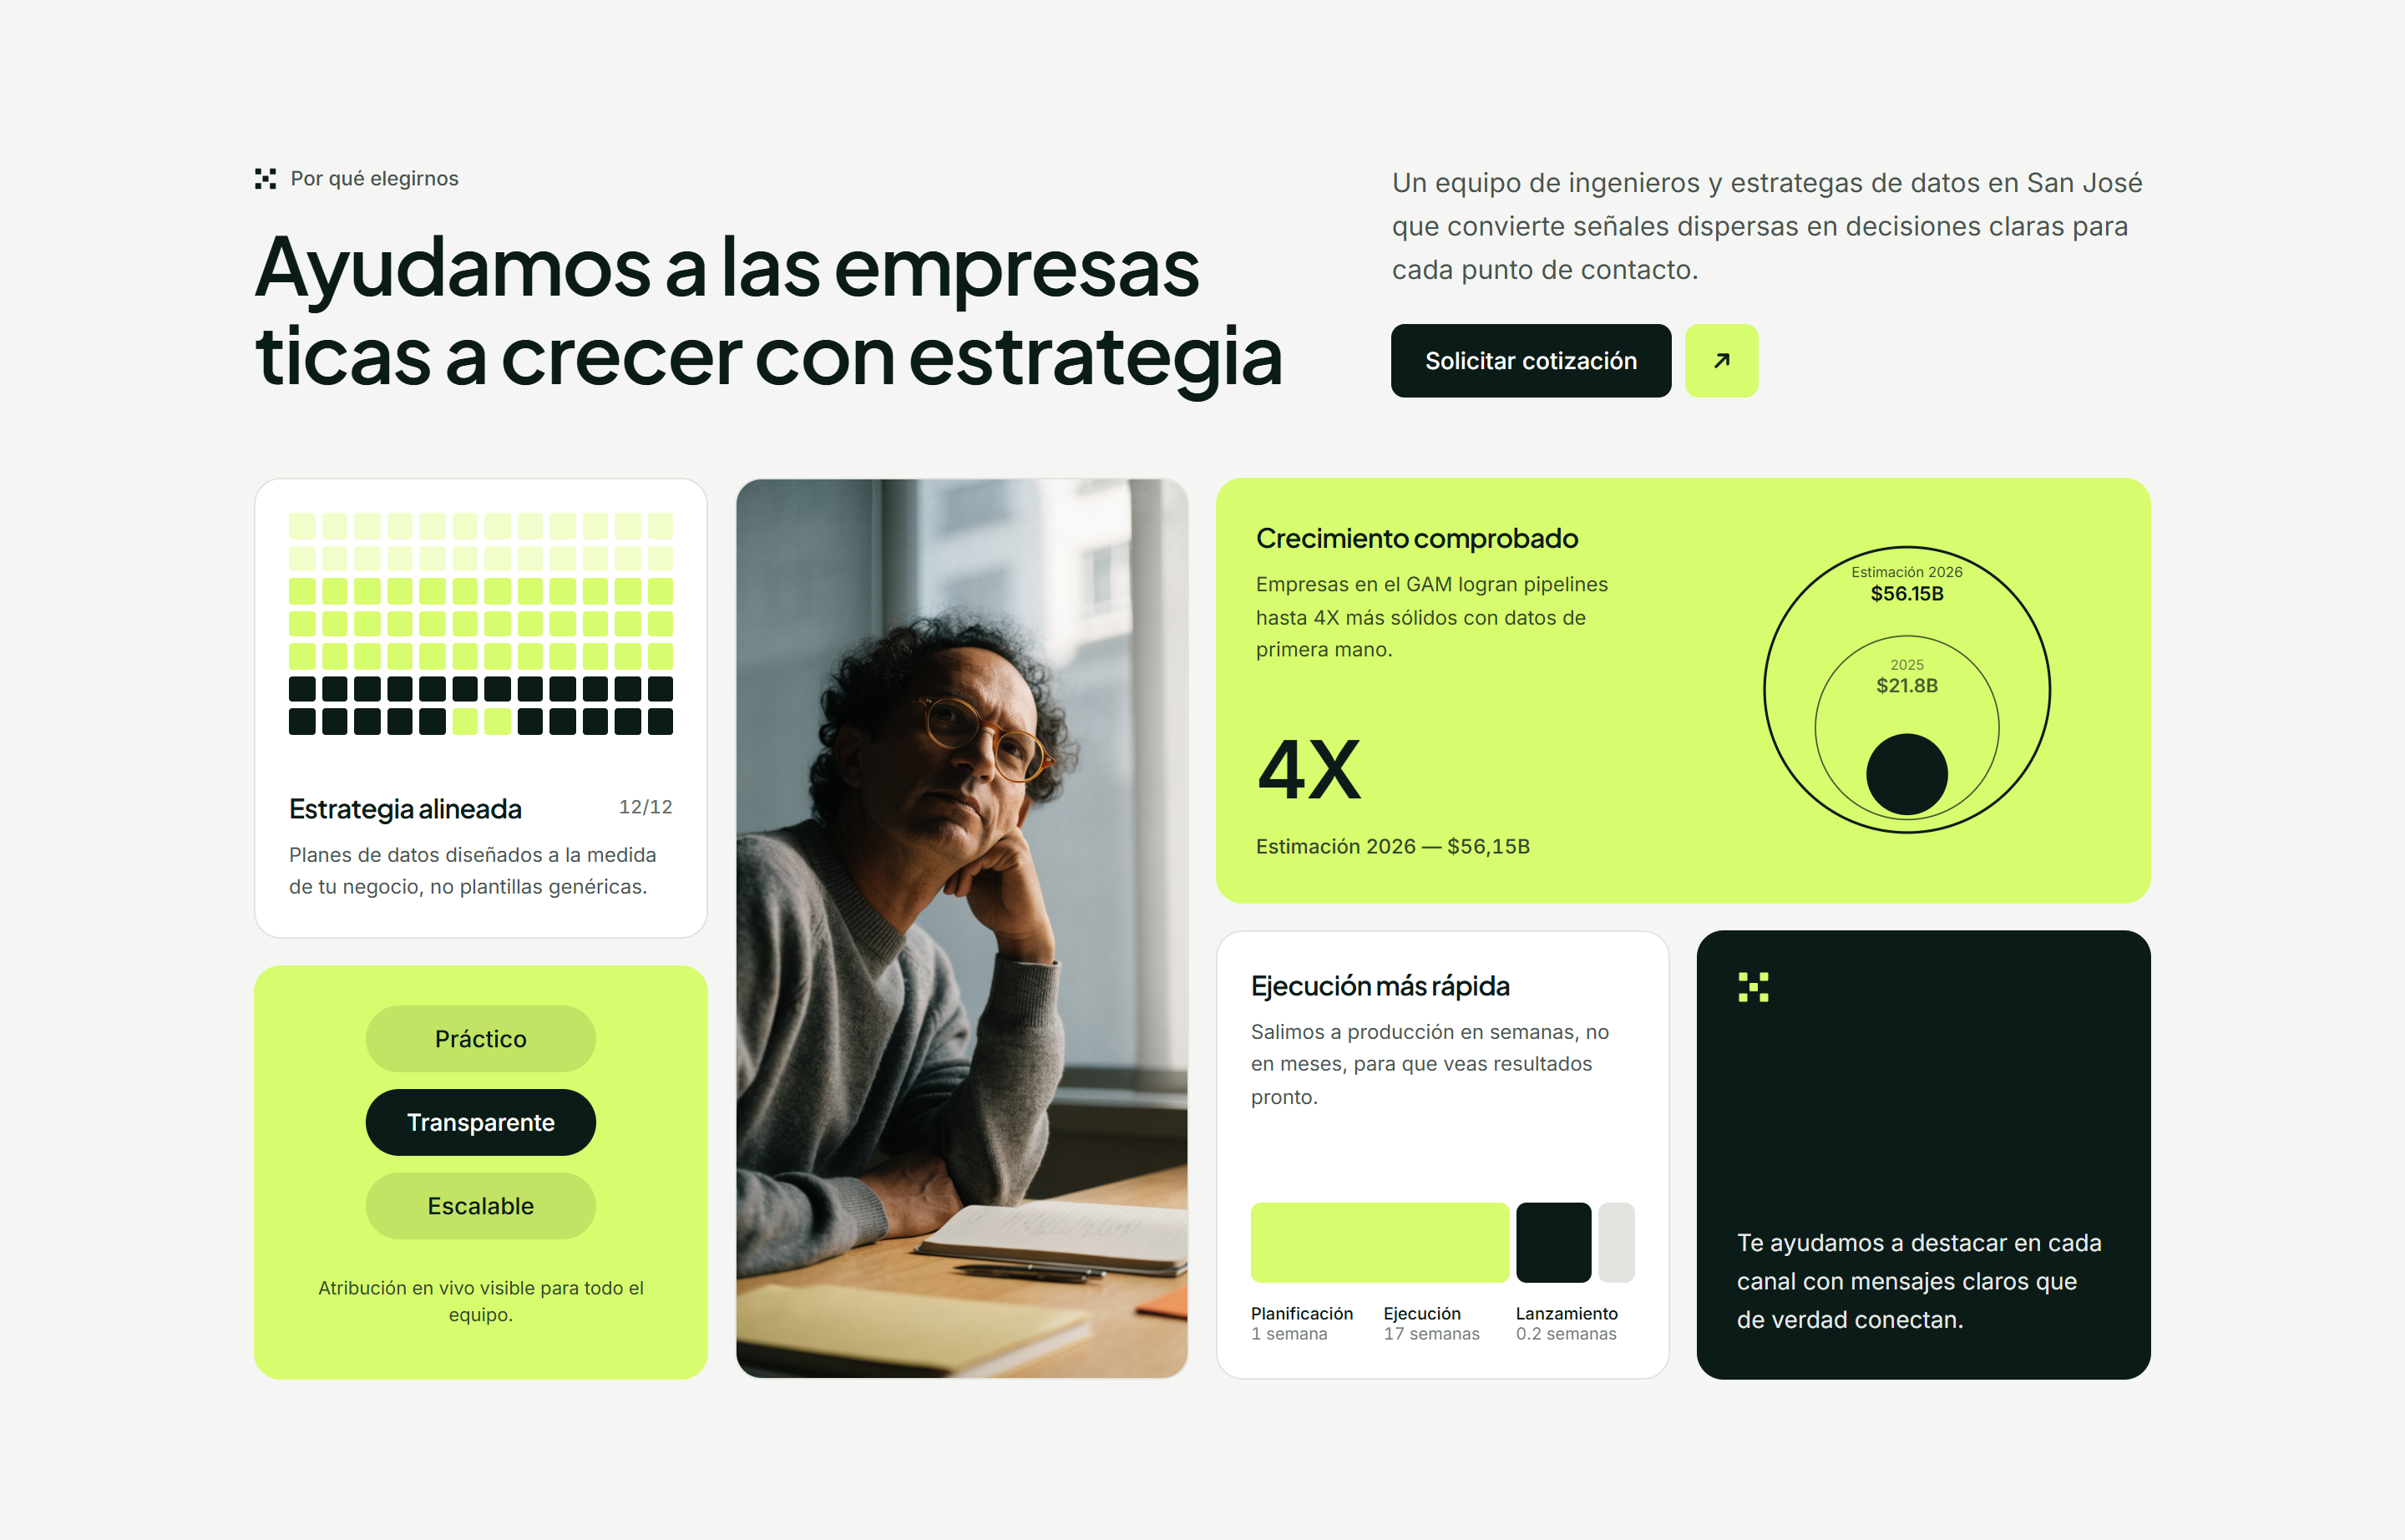 Por qué elegirnos
Ayudamos a las empresas
ticas a crecer con estrategia
Un equipo de ingenieros y estrategas de datos en San José
que convierte señales dispersas en decisiones claras para
cada punto de contacto.
Solicitar cotización
Estrategia alineada
12/12
Planes de datos diseñados a la medida
de tu negocio, no plantillas genéricas.
Práctico
Transparente
Escalable
Atribución en vivo visible para todo el
equipo.
Crecimiento comprobado
Empresas en el GAM logran pipelines
hasta 4X más sólidos con datos de
primera mano.
4X
Estimación 2026 — $56,15B
Estimación 2026
$56.15B
2025
$21.8B
Ejecución más rápida
Salimos a producción en semanas, no
en meses, para que veas resultados
pronto.
Planificación
1 semana
Ejecución
17 semanas
Lanzamiento
0.2 semanas
Te ayudamos a destacar en cada
canal con mensajes claros que
de verdad conectan.